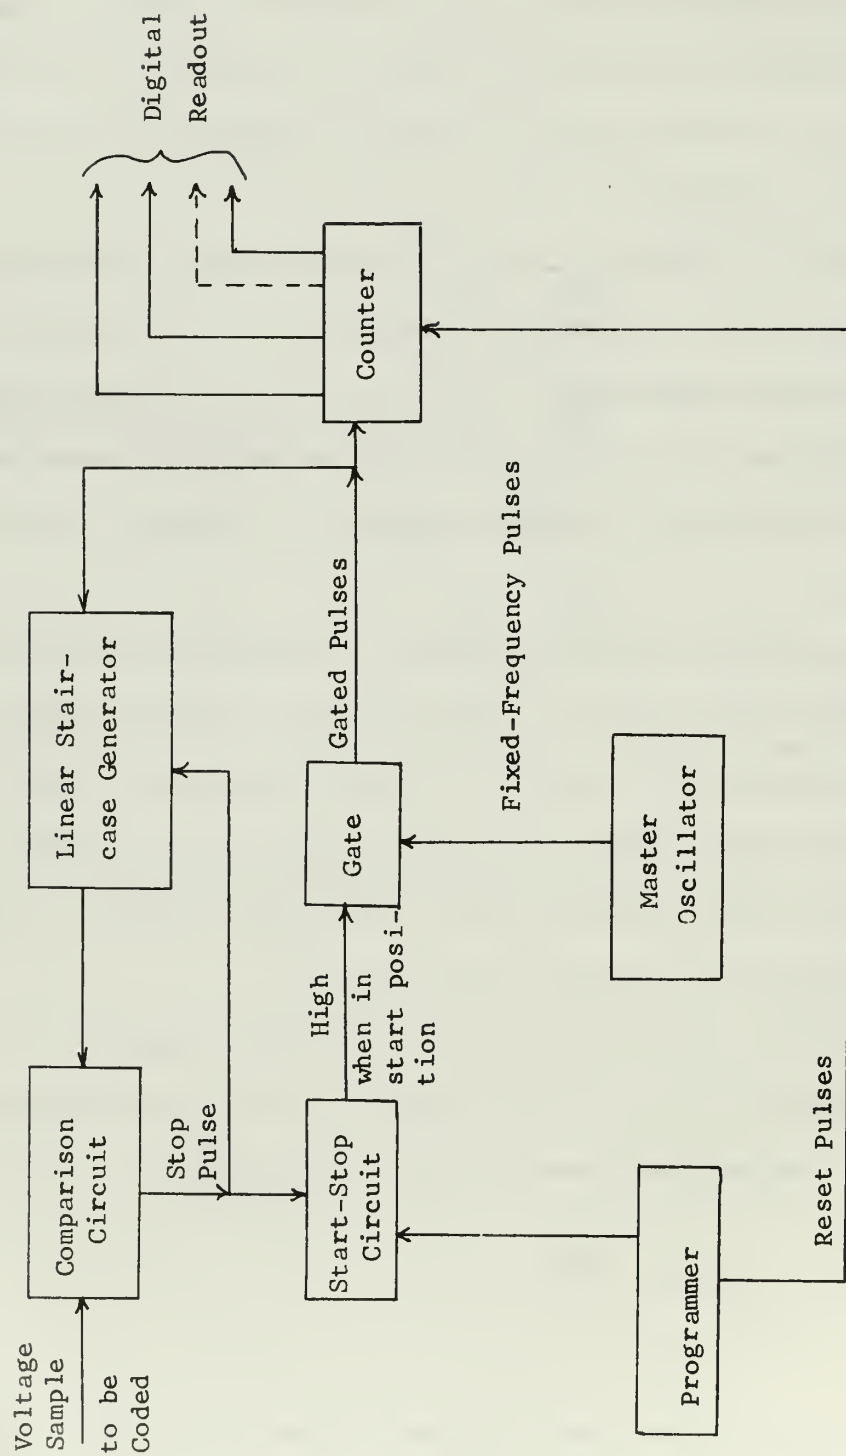 Voltage
Sample
to be
Coded
Comparison
Circuit
Linear Stair-
case Generator
Stop
Pulse
Start-Stop
Circuit
High
when in
start posi-
tion
Gate
Gated Pulses
Counter
Digital
Readout
Fixed-Frequency Pulses
Master
Oscillator
Programmer
Reset Pulses